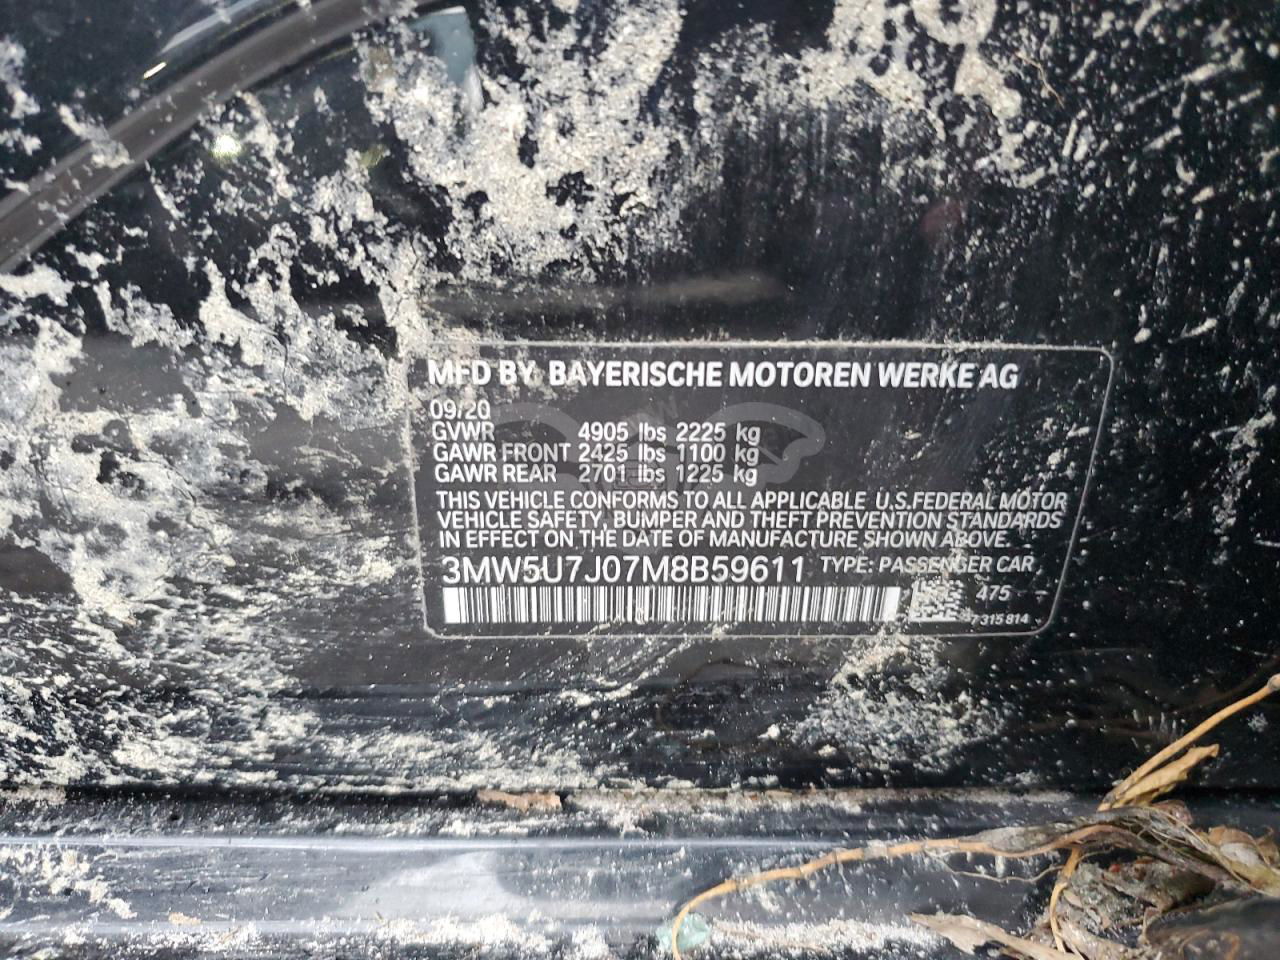 MFD BY BAYERISCHE MOTOREN WERKE AG
09/20
GVWR 4905 lbs 2225 kg
GAWR FRONT 2425 lbs 1100 kg
GAWR REAR 2701 lbs 1225 kg
THIS VEHICLE CONFORMS TO ALL APPLICABLE U.S.FEDERAL MOTOR
VEHICLE SAFETY, BUMPER AND THEFT PREVENTION STANDARDS
IN EFFECT ON THE DATE OF MANUFACTURE SHOWN ABOVE.
3MW5U7J07M8B59611 TYPE: PASSENGER CAR
475
7315814